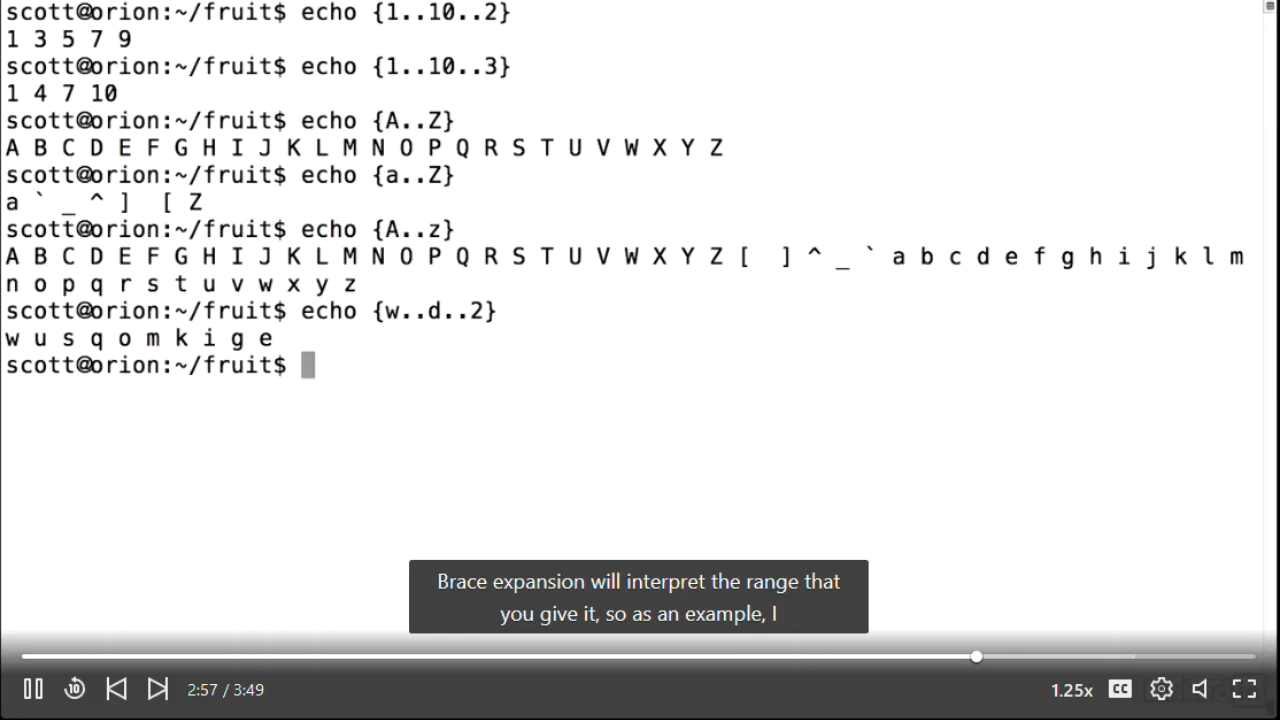 scott@orion:~/fruit$ echo {1..10..2}
1 3 5 7 9
scott@orion:~/fruit$ echo {1..10..3}
1 4 7 10
scott@orion:~/fruit$ echo {A..Z}
A B C D E F G H I J K L M N O P Q R S T U V W X Y Z
scott@orion:~/fruit$ echo {a..Z}
a ` _ ^ ]  [ Z
scott@orion:~/fruit$ echo {A..z}
A B C D E F G H I J K L M N O P Q R S T U V W X Y Z [  ] ^ _ ` a b c d e f g h i j k l m
n o p q r s t u v w x y z
scott@orion:~/fruit$ echo {w..d..2}
w u s q o m k i g e
scott@orion:~/fruit$
Brace expansion will interpret the range that
you give it, so as an example, I
10
2:57 / 3:49
1.25x
CC